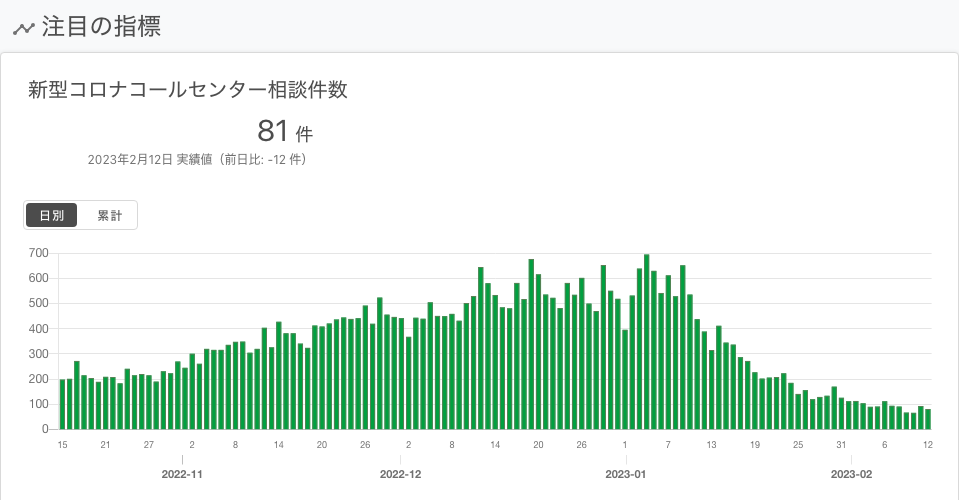 注目の指標
新型コロナコールセンター相談件数
81 件
2023年2月12日 実績値（前日比: -12 件）
日別 累計
700
600
500
400
300
200
100
0
15 21 27 2 8 14 20 26 2 8 14 20 26 1 7 13 19 25 31 6 12
2022-11 2022-12 2023-01 2023-02